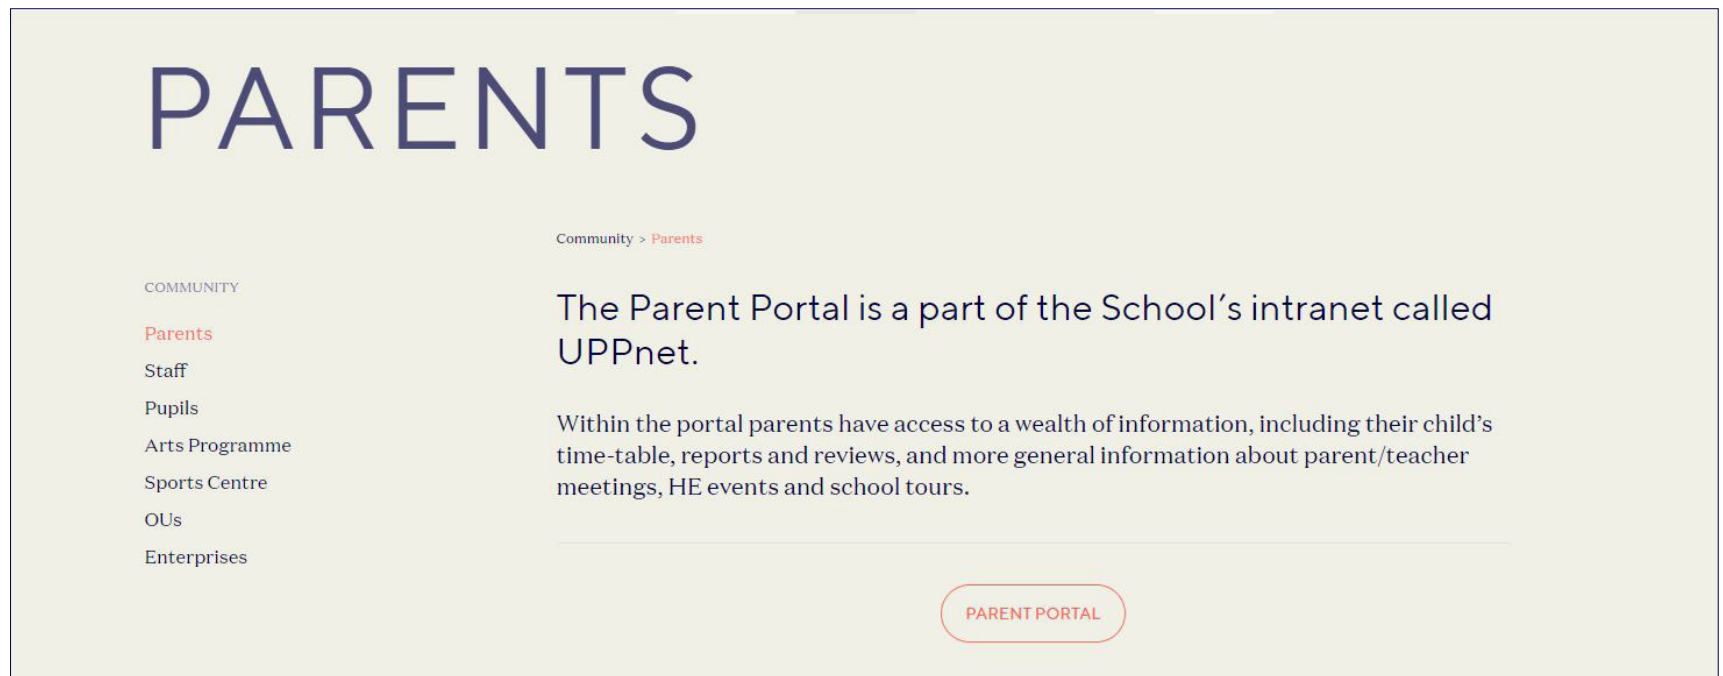 PARENTS
Community > Parents
COMMUNITY
Parents
Staff
Pupils
Arts Programme
Sports Centre
OUs
Enterprises
The Parent Portal is a part of the School’s intranet called
UPPnet.
Within the portal parents have access to a wealth of information, including their child’s
time-table, reports and reviews, and more general information about parent/teacher
meetings, HE events and school tours.
PARENT PORTAL